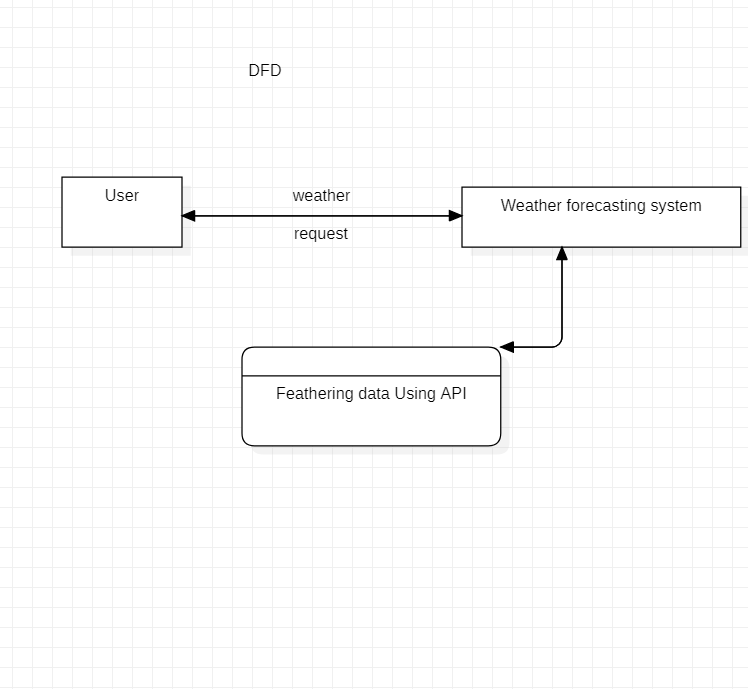 DFD
User
weather
request
Weather forecasting system
Feathering data Using API